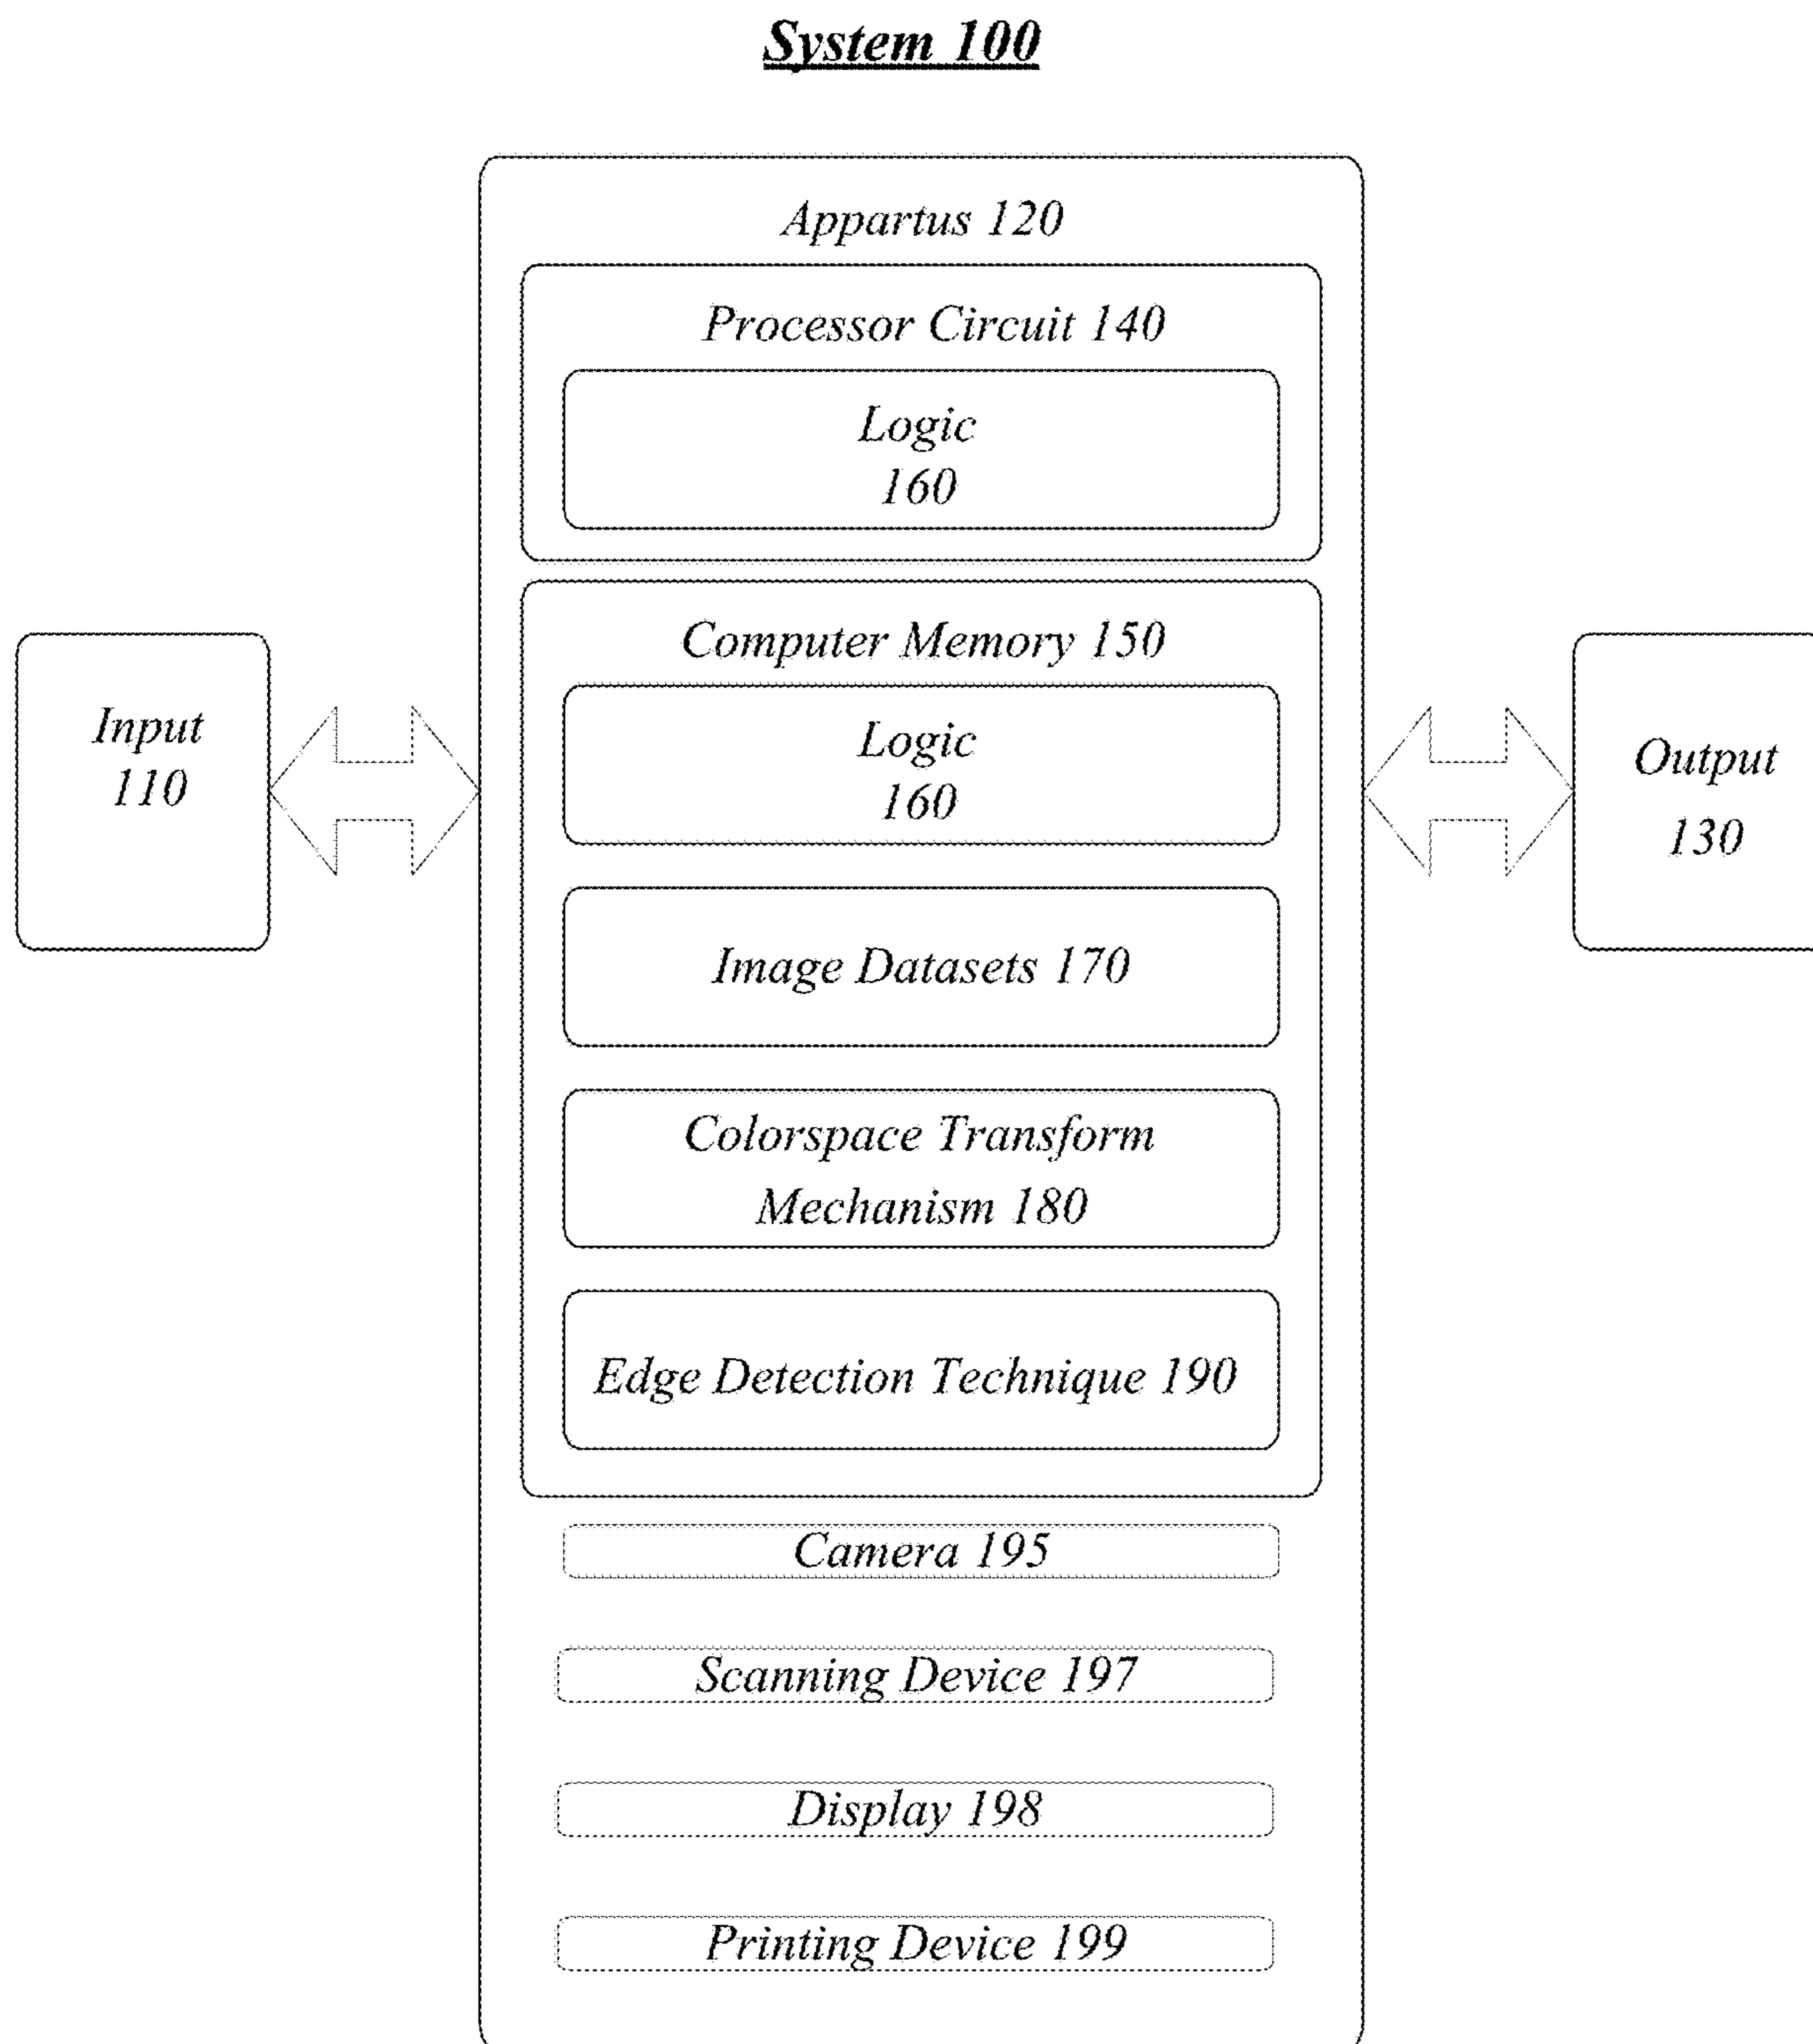 System 100
Appartus 120
Processor Circuit 140
Logic
160
Computer Memory 150
Logic
160
Input
110
Output
130
Image Datasets 170
Colorspace Transform
Mechanism 180
Edge Detection Technique 190
Camera 195
Scanning Device 197
Display 198
Printing Device 199